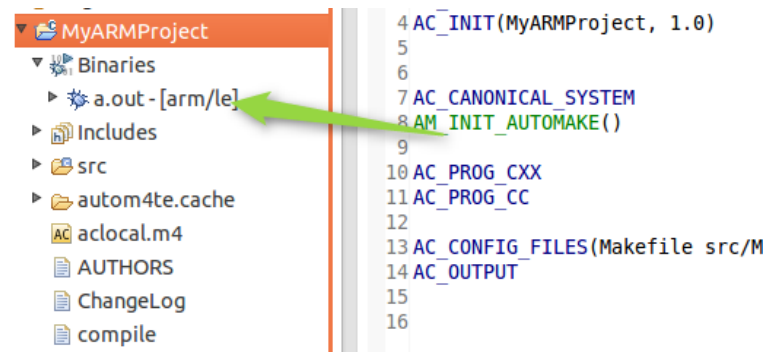 MyARMProject
Binaries
a.out - [arm/le]
Includes
src
autom4te.cache
AC aclocal.m4
AUTHORS
ChangeLog
compile
4 AC_INIT(MyARMProject, 1.0)
5
6
7 AC_CANONICAL_SYSTEM
8 AM_INIT_AUTOMAKE()
9
10 AC_PROG_CXX
11 AC_PROG_CC
12
13 AC_CONFIG_FILES(Makefile src/M
14 AC_OUTPUT
15
16